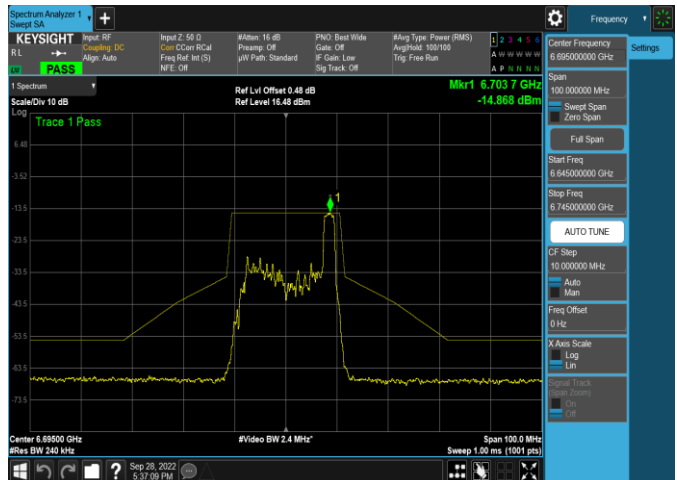 Spectrum Analyzer 1
Swept SA
+
Frequency
KEYSIGHT
Input: RF
Coupling: DC
Align: Auto
Input Z: 50 Ω
Corr CCorr RCal
Freq Ref: Int (S)
NFE: Off
#Atten: 16 dB
Preamp: Off
µW Path: Standard
PNO: Best Wide
Gate: Off
IF Gain: Low
Sig Track: Off
#Avg Type: Power (RMS)
Avg|Hold: 100/100
Trig: Free Run
1 2 3 4 5 6
A W W W W W
A P N N N N
R L
PASS
1 Spectrum
Scale/Div 10 dB
Ref Lvl Offset 0.48 dB
Ref Level 16.48 dBm
Mkr1 6.703 7 GHz
-14.868 dBm
Log
Trace 1 Pass
6.48
-3.52
-13.5
-23.5
-33.5
-43.5
-53.5
-63.5
-73.5
1
Center 6.69500 GHz
#Res BW 240 kHz
#Video BW 2.4 MHz*
Span 100.0 MHz
Sweep 1.00 ms (1001 pts)
Sep 28, 2022
5:37:09 PM
?
Center Frequency
6.695000000 GHz
Settings
Span
100.000000 MHz
Swept Span
Zero Span
Full Span
Start Freq
6.645000000 GHz
Stop Freq
6.745000000 GHz
AUTO TUNE
CF Step
10.000000 MHz
Auto
Man
Freq Offset
0 Hz
X Axis Scale
Log
Lin
Signal Track
(Span Zoom)
On
Off